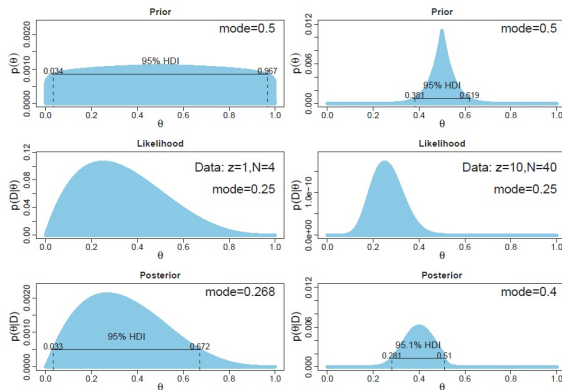 Prior
mode=0.5
95% HDI
0.034
0.967
p(θ)
0.0000 0.0010 0.0020
0.0 0.2 0.4 0.6 0.8 1.0
θ
Prior
mode=0.5
95% HDI
0.381
0.619
p(θ)
0.000 0.006 0.012
0.0 0.2 0.4 0.6 0.8 1.0
θ
Likelihood
Data: z=1,N=4
mode=0.25
p(D|θ)
0.00 0.04 0.12
0.0 0.2 0.4 0.6 0.8 1.0
θ
Likelihood
Data: z=10,N=40
mode=0.25
p(D|θ)
0.0e+00 1.0e-10
0.0 0.2 0.4 0.6 0.8 1.0
θ
Posterior
mode=0.268
95% HDI
0.033
0.672
p(θ|D)
0.0000 0.0010 0.0020
0.0 0.2 0.4 0.6 0.8 1.0
θ
Posterior
mode=0.4
95.1% HDI
0.281
0.51
p(θ|D)
0.000 0.006 0.012
0.0 0.2 0.4 0.6 0.8 1.0
θ